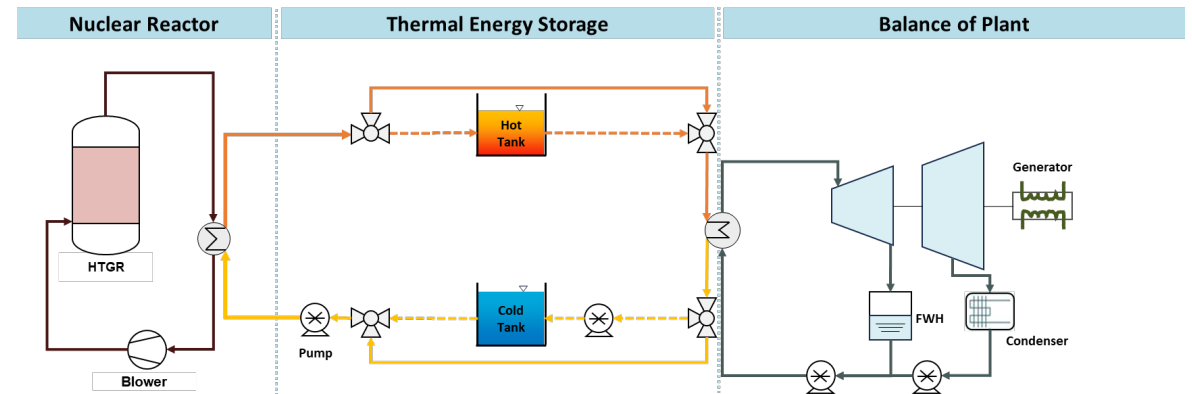 Nuclear Reactor
Thermal Energy Storage
Balance of Plant
Hot
Tank
Generator
HTGR
Cold
Tank
FWH
Condenser
Pump
Blower